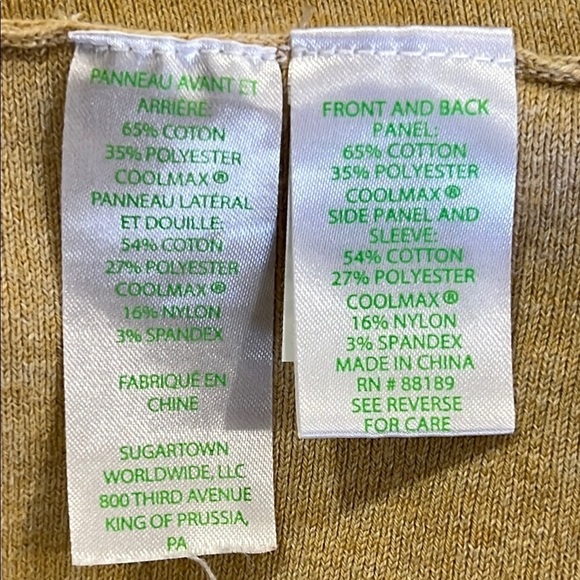 PANNEAU AVANT ET
ARRIÈRE:
65% COTON
35% POLYESTER
COOLMAX®
PANNEAU LATÉRAL
ET DOUILLE:
54% COTON
27% POLYESTER
COOLMAX®
16% NYLON
3% SPANDEX
FABRIQUÉ EN
CHINE
SUGARTOWN
WORLDWIDE, LLC
800 THIRD AVENUE
KING OF PRUSSIA,
PA
FRONT AND BACK
PANEL:
65% COTTON
35% POLYESTER
COOLMAX®
SIDE PANEL AND
SLEEVE:
54% COTTON
27% POLYESTER
COOLMAX®
16% NYLON
3% SPANDEX
MADE IN CHINA
RN # 88189
SEE REVERSE
FOR CARE